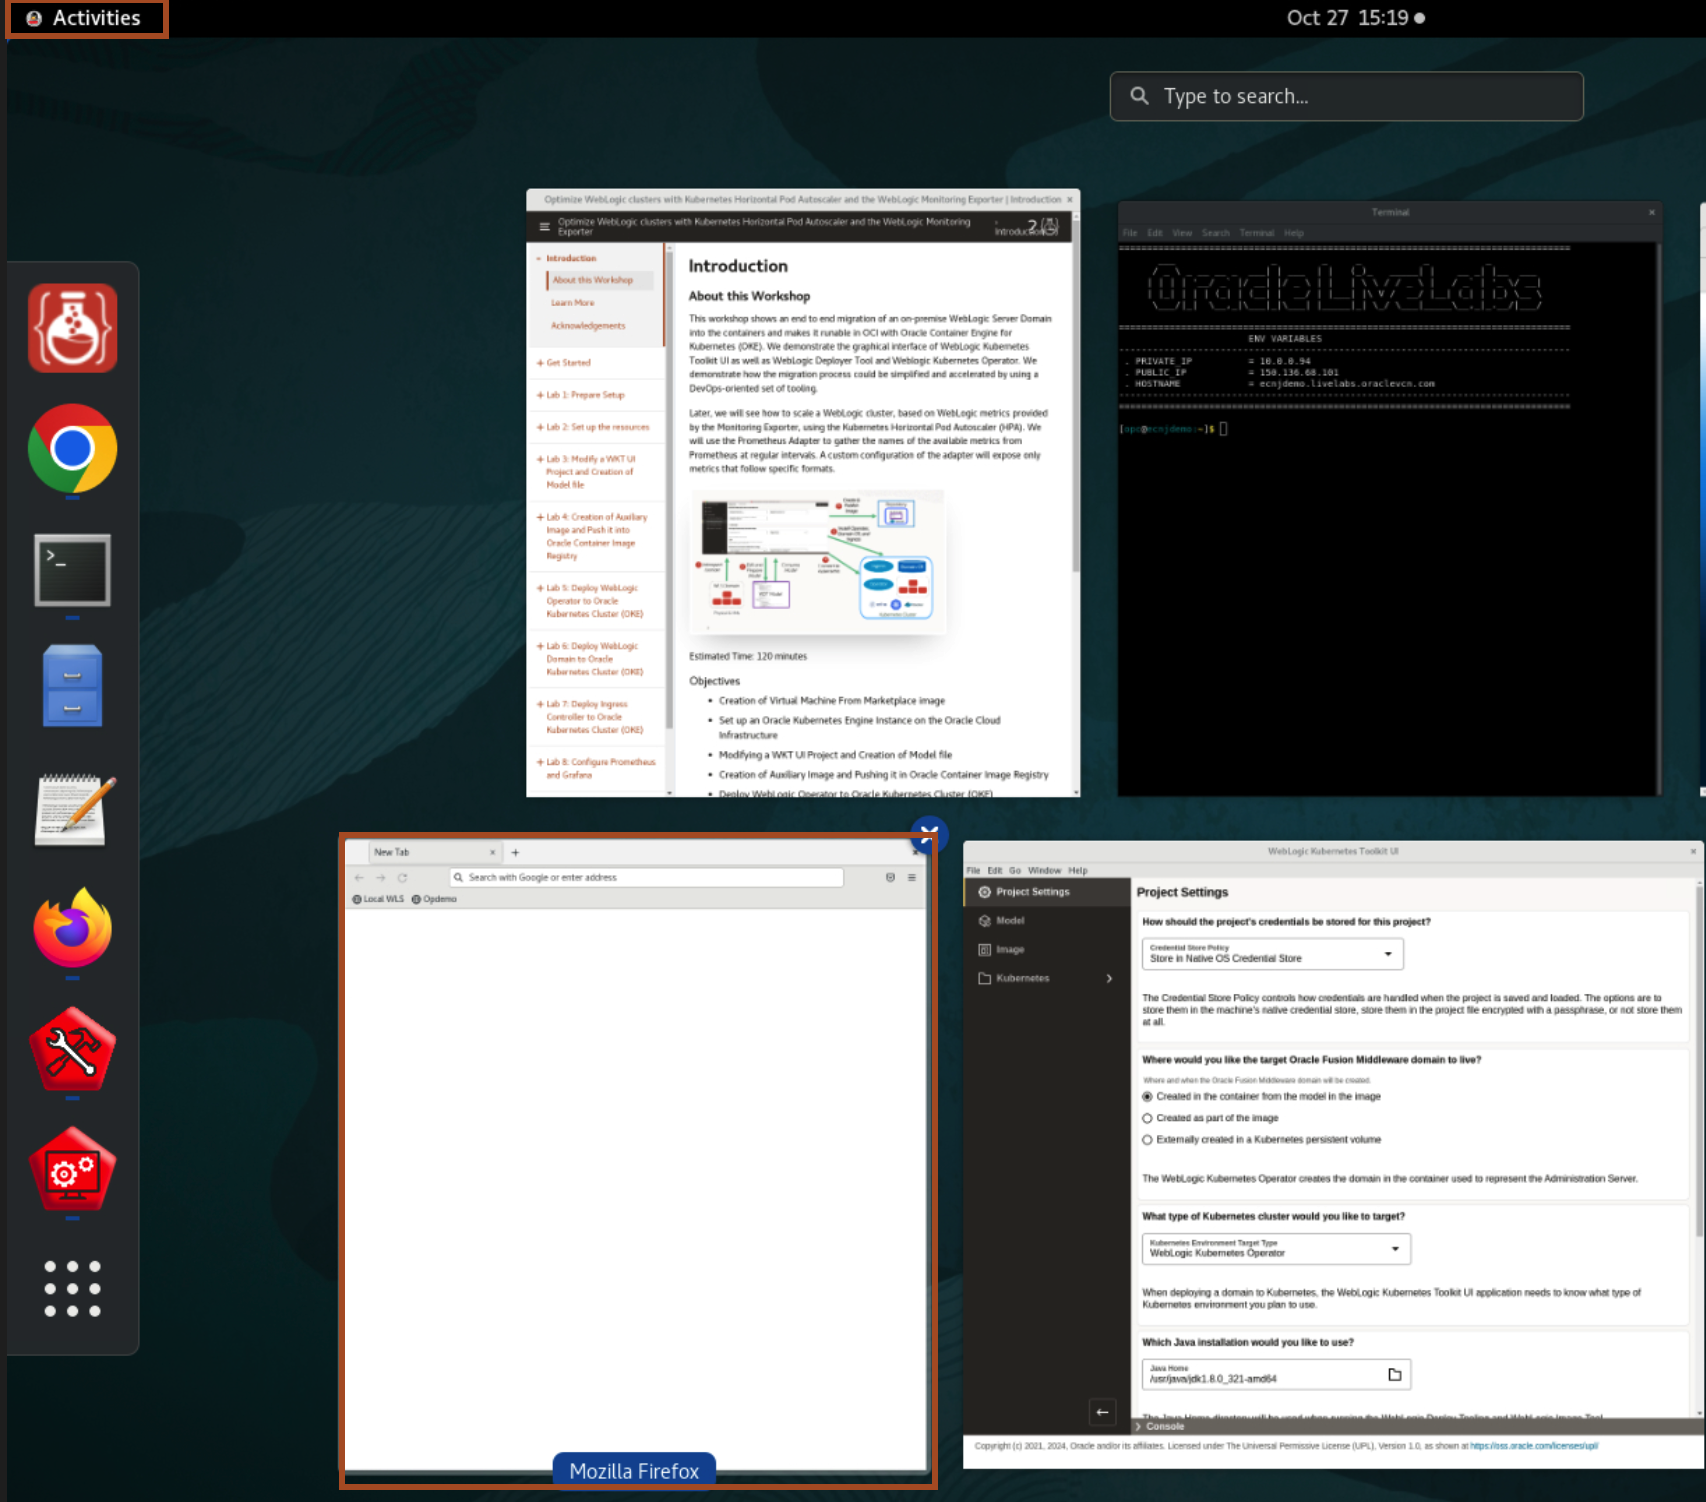 Activities
Oct 27 15:19
Type to search...
Optimize WebLogic clusters with Kubernetes Horizontal Pod Autoscaler and the WebLogic Monitoring Exporter | Introduction
Optimize WebLogic clusters with Kubernetes Horizontal Pod Autoscaler and the WebLogic Monitoring
Exporter
Introduction
About this Workshop
Learn More
Acknowledgements
+ Get Started
+ Lab 1: Prepare Setup
+ Lab 2: Set up the resources
+ Lab 3: Modify a WKT UI
Project and Creation of
Model file
+ Lab 4: Creation of Auxiliary
Image and Push it into
Oracle Container Image
Registry
+ Lab 5: Deploy WebLogic
Operator to Oracle
Kubernetes Cluster (OKE)
+ Lab 6: Deploy WebLogic
Domain to Oracle
Kubernetes Cluster (OKE)
+ Lab 7: Deploy Ingress
Controller to Oracle
Kubernetes Cluster (OKE)
+ Lab 8: Configure Prometheus
and Grafana
Introduction
About this Workshop
This workshop shows an end to end migration of an on-premise WebLogic Server Domain
into the containers and makes it runable in OCI with Oracle Container Engine for
Kubernetes (OKE). We demonstrate the graphical interface of WebLogic Kubernetes
Toolkit UI as well as WebLogic Deployer Tool and Weblogic Kubernetes Operator. We
demonstrate how the migration process could be simplified and accelerated by using a
DevOps-oriented set of tooling.
Later, we will see how to scale a WebLogic cluster, based on WebLogic metrics provided
by the Monitoring Exporter, using the Kubernetes Horizontal Pod Autoscaler (HPA). We
will use the Prometheus Adapter to gather the names of the available metrics from
Prometheus at regular intervals. A custom configuration of the adapter will expose only
metrics that follow specific formats.
Estimated Time: 120 minutes
Objectives
• Creation of Virtual Machine From Marketplace image
• Set up an Oracle Kubernetes Engine Instance on the Oracle Cloud
Infrastructure
• Modifying a WKT UI Project and Creation of Model file
• Creation of Auxiliary Image and Pushing it in Oracle Container Image Registry
• Deploy WebLogic Operator to Oracle Kubernetes Cluster (OKE)
Terminal
File Edit View Search Terminal Help
Oracle LiveLabs
ENV VARIABLES
. PRIVATE_IP = 10.0.0.94
. PUBLIC_IP = 150.136.68.101
. HOSTNAME = ecnjdemo.livelabs.oraclevcn.com
[opc@ecnjdemo:~]$
New Tab
Search with Google or enter address
Local WLS Opdemo
Mozilla Firefox
WebLogic Kubernetes Toolkit UI
File Edit Go Window Help
Project Settings
Model
Image
Kubernetes
Project Settings
How should the project's credentials be stored for this project?
Credential Store Policy
Store in Native OS Credential Store
The Credential Store Policy controls how credentials are handled when the project is saved and loaded. The options are to
store them in the machine's native credential store, store them in the project file encrypted with a passphrase, or not store them
at all.
Where would you like the target Oracle Fusion Middleware domain to live?
Where and when the Oracle Fusion Middleware domain will be created.
Created in the container from the model in the image
Created as part of the image
Externally created in a Kubernetes persistent volume
The WebLogic Kubernetes Operator creates the domain in the container used to represent the Administration Server.
What type of Kubernetes cluster would you like to target?
Kubernetes Environment Target Type
WebLogic Kubernetes Operator
When deploying a domain to Kubernetes, the WebLogic Kubernetes Toolkit UI application needs to know what type of
Kubernetes environment you plan to use.
Which Java installation would you like to use?
Java Home
/usr/java/jdk1.8.0_321-amd64
Console
Copyright (c) 2021, 2024, Oracle and/or its affiliates. Licensed under The Universal Permissive License (UPL), Version 1.0, as shown at https://oss.oracle.com/licenses/upl/